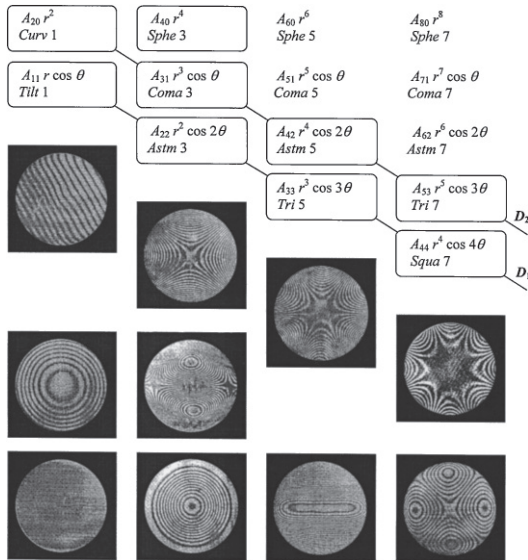 A₂₀ r² A₄₀ r⁴ A₆₀ r⁶ A₈₀ r⁸
Curv 1 Sphe 3 Sphe 5 Sphe 7
A₁₁ r cos θ A₃₁ r³ cos θ A₅₁ r⁵ cos θ A₇₁ r⁷ cos θ
Tilt 1 Coma 3 Coma 5 Coma 7
A₂₂ r² cos 2θ A₄₂ r⁴ cos 2θ A₆₂ r⁶ cos 2θ
Astm 3 Astm 5 Astm 7
A₃₃ r³ cos 3θ A₅₃ r⁵ cos 3θ
Tri 5 Tri 7
D₂
A₄₄ r⁴ cos 4θ
Squa 7